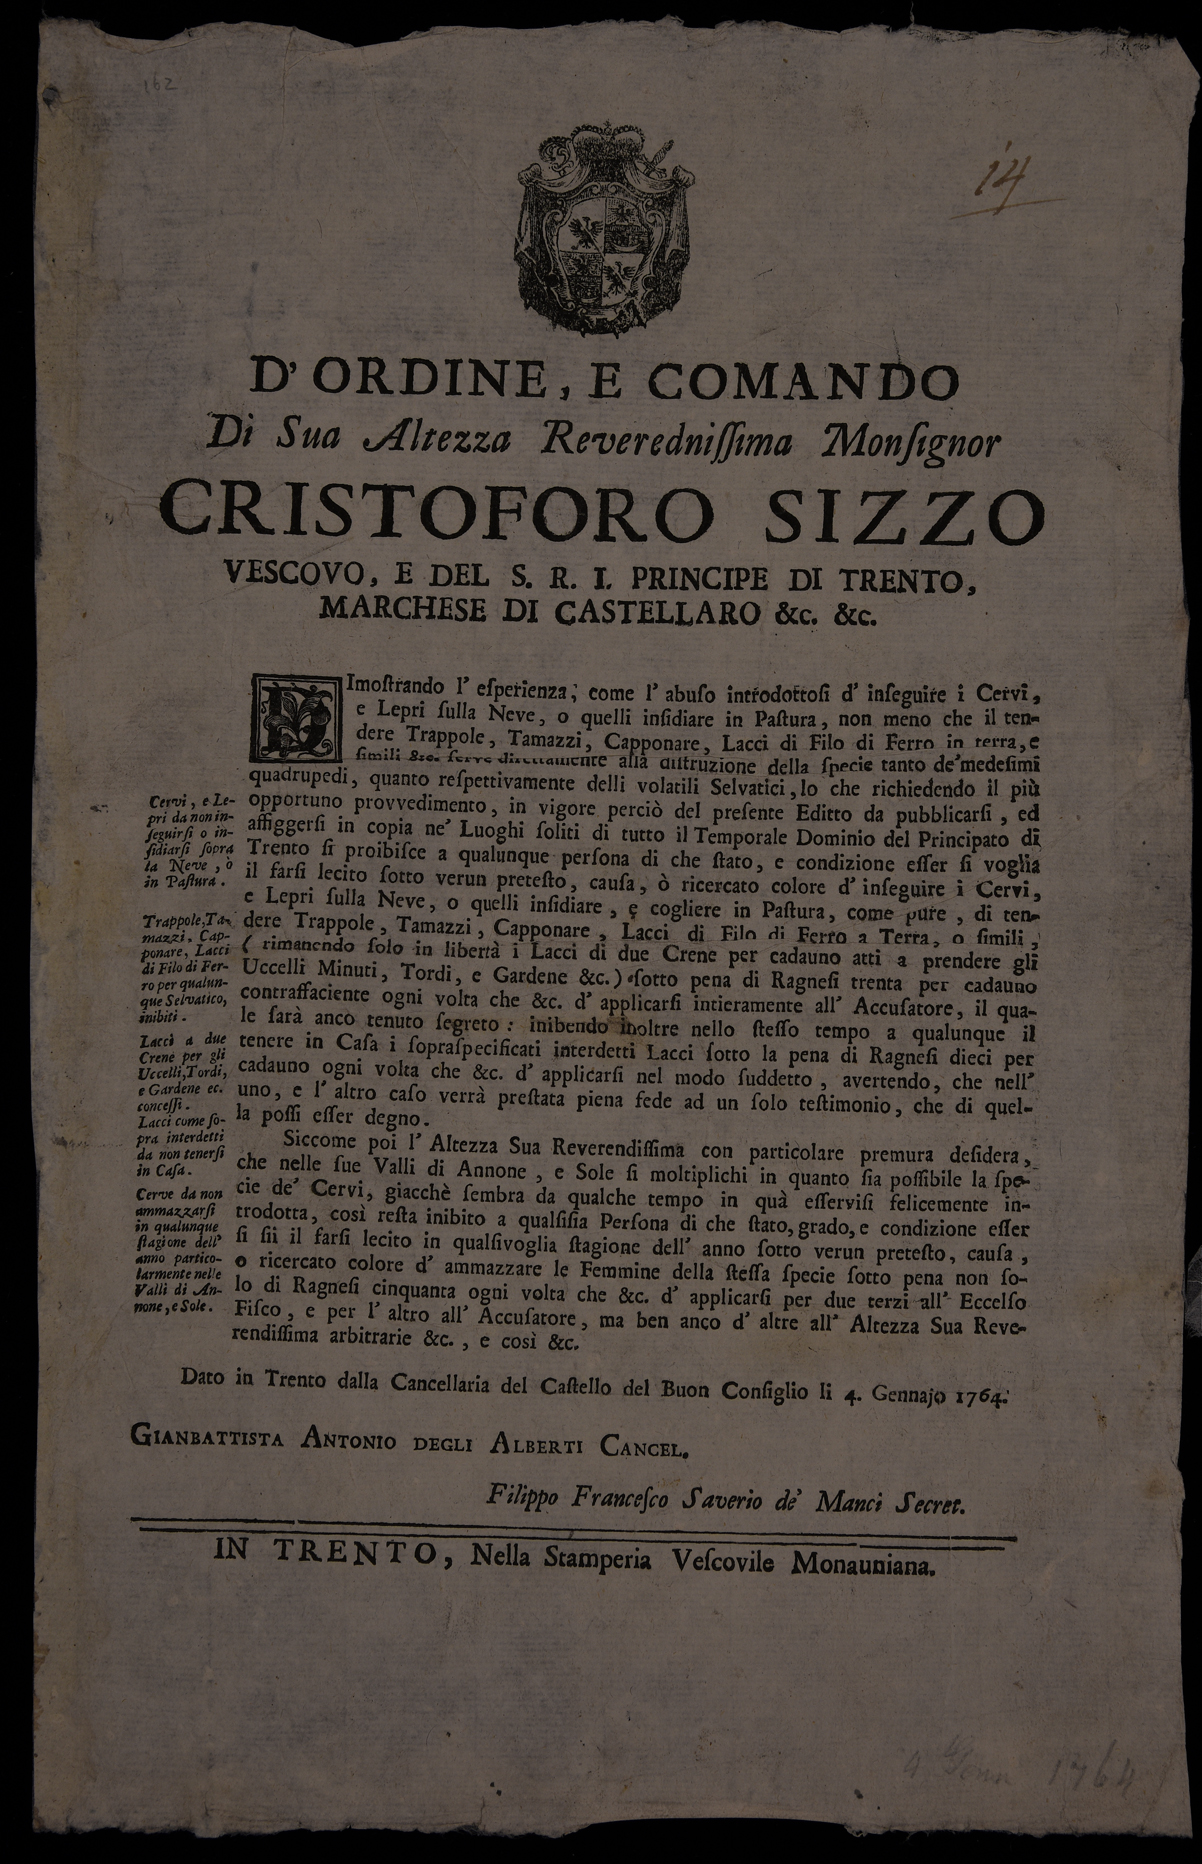 162
14
D' ORDINE, E COMANDO
Di Sua Altezza Reveredniſſima Monſignor
CRISTOFORO SIZZO
VESCOVO, E DEL S. R. I. PRINCIPE DI TRENTO,
MARCHESE DI CASTELLARO &c. &c.
DImoſtrando l' eſperienza, come l' abuſo introdottoſi d' inſeguire i Cervi,
e Lepri ſulla Neve, o quelli inſidiare in Paſtura, non meno che il ten-
dere Trappole, Tamazzi, Capponare, Lacci di Filo di Ferro in terra, e
ſimili &c. ſerve direttamente alla diſtruzione della ſpecie tanto de' medeſimi
quadrupedi, quanto reſpettivamente delli volatili Selvatici, lo che richiedendo il più
opportuno provvedimento, in vigore perciò del preſente Editto da pubblicarſi, ed
affiggerſi in copia ne' Luoghi ſoliti di tutto il Temporale Dominio del Principato di
Trento ſi proibiſce a qualunque perſona di che ſtato, e condizione eſſer ſi voglia
il farſi lecito ſotto verun preteſto, cauſa, ò ricercato colore d' inſeguire i Cervi,
e Lepri ſulla Neve, o quelli inſidiare, e cogliere in Paſtura, come pure, di ten-
dere Trappole, Tamazzi, Capponare, Lacci di Filo di Ferro a Terra, o ſimili,
( rimanendo ſolo in libertà i Lacci di due Crene per cadauno atti a prendere gli
Uccelli Minuti, Tordi, e Gardene &c.) ſotto pena di Ragneſi trenta per cadauno
contraffaciente ogni volta che &c. d' applicarſi intieramente all' Accuſatore, il qua-
le ſarà anco tenuto ſegreto: inibendo inoltre nello ſteſſo tempo a qualunque il
tenere in Caſa i ſopraſpecificati interdetti Lacci ſotto la pena di Ragneſi dieci per
cadauno ogni volta che &c. d' applicarſi nel modo ſuddetto, avertendo, che nell'
uno, e l' altro caſo verrà preſtata piena fede ad un ſolo teſtimonio, che di quel-
la poſſi eſſer degno.
Siccome poi l' Altezza Sua Reverendiſſima con particolare premura deſidera,
che nelle ſue Valli di Annone, e Sole ſi moltiplichi in quanto ſia poſſibile la ſpe-
cie de' Cervi, giacchè ſembra da qualche tempo in quà eſſerviſi felicemente in-
trodotta, così reſta inibito a qualſiſia Perſona di che ſtato, grado, e condizione eſſer
ſi ſii il farſi lecito in qualſivoglia ſtagione dell' anno ſotto verun preteſto, cauſa,
o ricercato colore d' ammazzare le Femmine della ſteſſa ſpecie ſotto pena non ſo-
lo di Ragneſi cinquanta ogni volta che &c. d' applicarſi per due terzi all' Eccelſo
Fiſco, e per l' altro all' Accuſatore, ma ben anco d' altre all' Altezza Sua Reve-
rendiſſima arbitrarie &c., e così &c.
Cervi, e Le-
pri da non in-
ſeguirſi o in-
ſidiarſi ſopra
la Neve, ò
in Paſtura.
Trappole, Ta-
mazzi, Cap-
ponare, Lacci
di Filo di Fer-
ro per qualun-
que Selvatico,
inibiti.
Lacci a due
Crene per gli
Uccelli, Tordi,
e Gardene ec.
conceſſi.
Lacci come ſo-
pra interdetti
da non tenerſi
in Caſa.
Cerve da non
ammazzarſi
in qualunque
ſtagione dell'
anno partico-
larmente nelle
Valli di An-
none, e Sole.
Dato in Trento dalla Cancellaria del Caſtello del Buon Conſiglio li 4. Gennajo 1764.
GIANBATTISTA ANTONIO DEGLI ALBERTI CANCEL.
Filippo Franceſco Saverio de' Manci Secret.
IN TRENTO, Nella Stamperia Veſcovile Monauniana.
4 Genn 1764